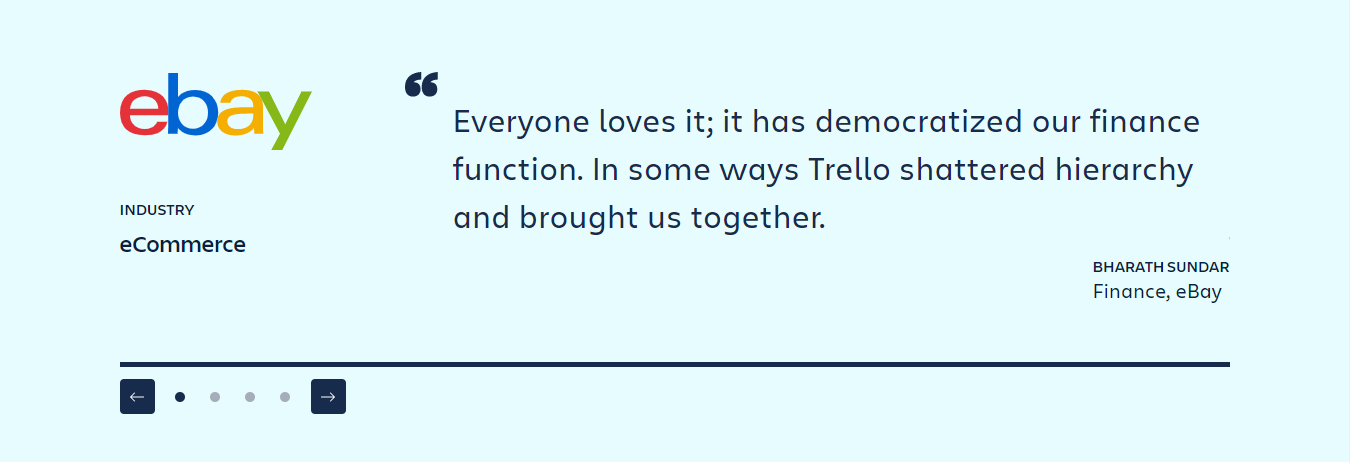 ebay
INDUSTRY
eCommerce
“
Everyone loves it; it has democratized our finance
function. In some ways Trello shattered hierarchy
and brought us together.
BHARATH SUNDAR
Finance, eBay